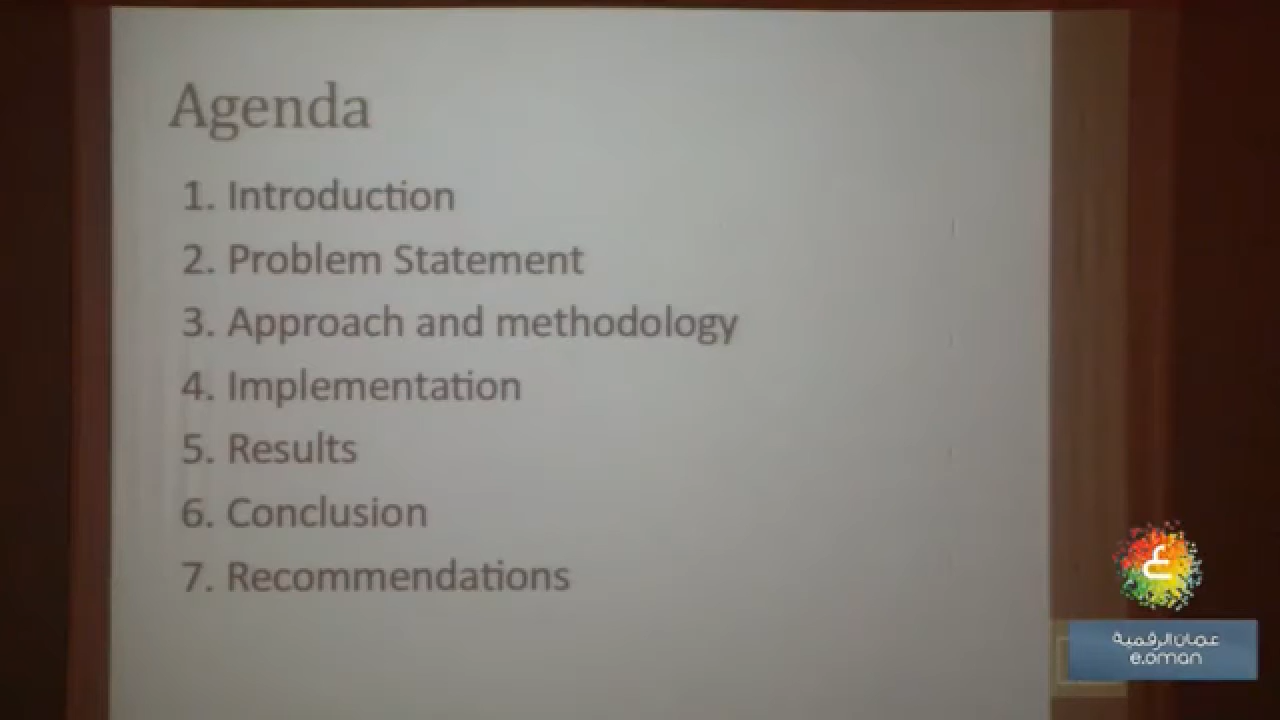 Agenda
1. Introduction
2. Problem Statement
3. Approach and methodology
4. Implementation
5. Results
6. Conclusion
7. Recommendations
ع
عمان الرقمية
e.oman